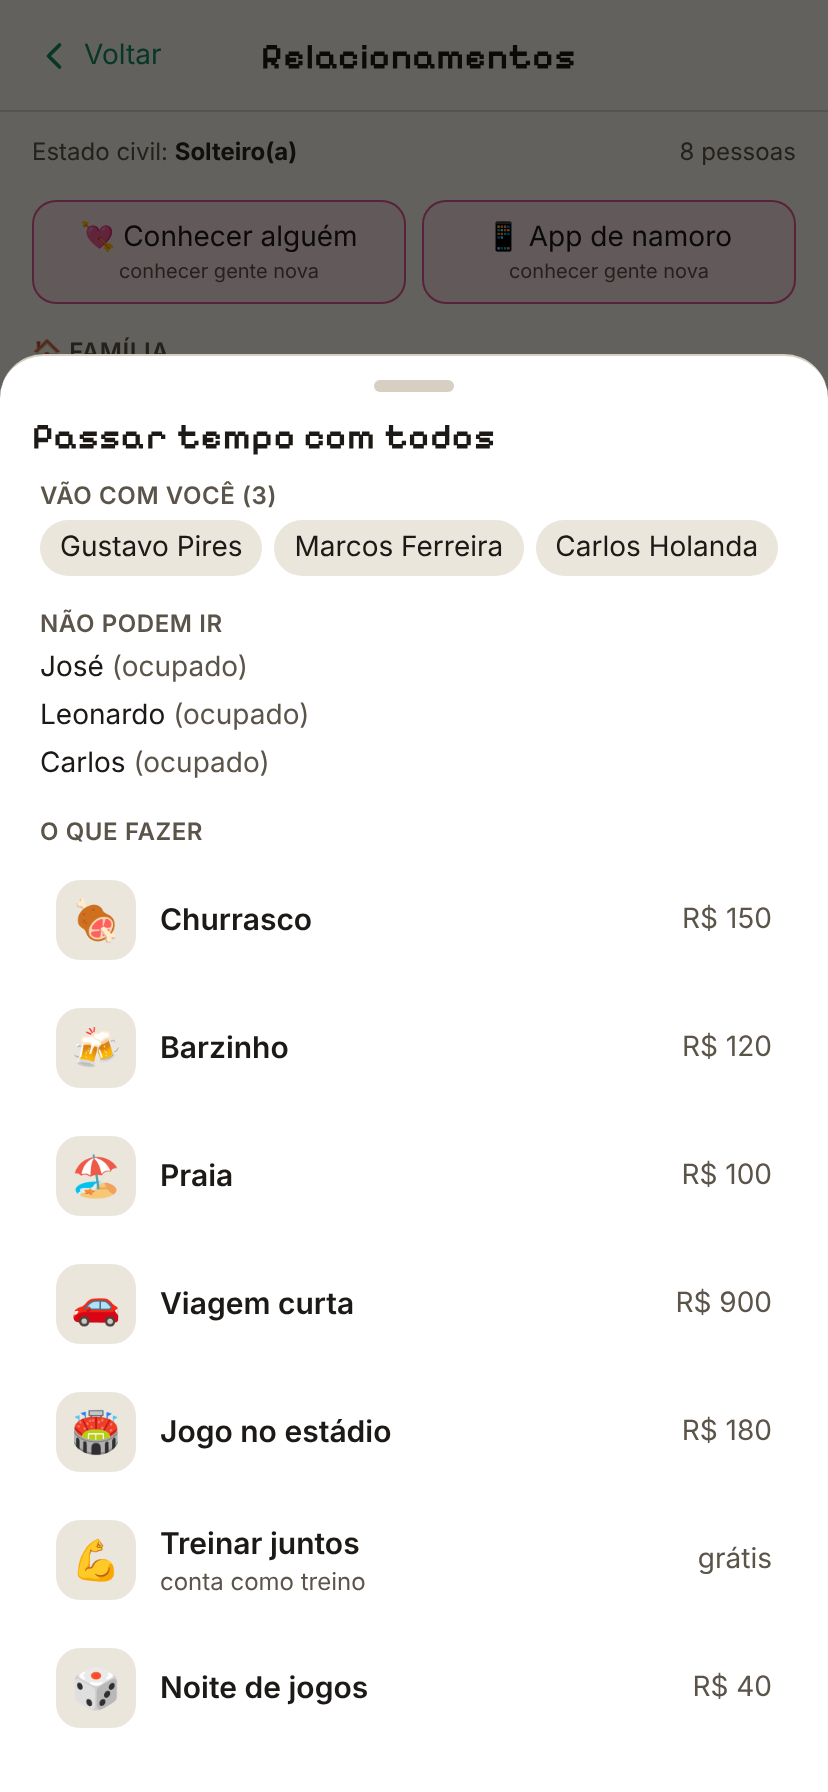 Voltar
Relacionamentos
Estado civil: Solteiro(a)
8 pessoas
💘 Conhecer alguém
conhecer gente nova
📱 App de namoro
conhecer gente nova
🏠 FAMÍLIA
Passar tempo com todos
VÃO COM VOCÊ (3)
Gustavo Pires
Marcos Ferreira
Carlos Holanda
NÃO PODEM IR
José (ocupado)
Leonardo (ocupado)
Carlos (ocupado)
O QUE FAZER
Churrasco
R$ 150
Barzinho
R$ 120
Praia
R$ 100
Viagem curta
R$ 900
Jogo no estádio
R$ 180
Treinar juntos
conta como treino
grátis
Noite de jogos
R$ 40